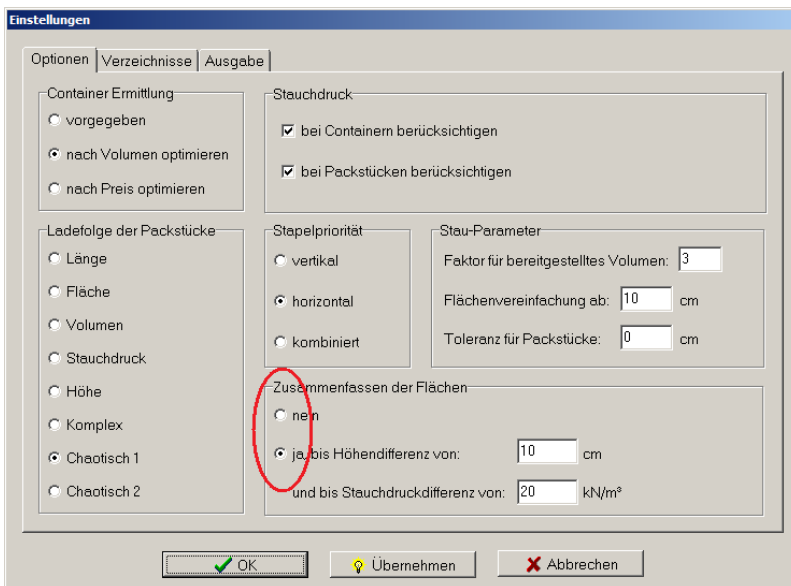 Einstellungen
Optionen Verzeichnisse Ausgabe
Container Ermittlung
vorgegeben
nach Volumen optimieren
nach Preis optimieren
Stauchdruck
bei Containern berücksichtigen
bei Packstücken berücksichtigen
Ladefolge der Packstücke
Länge
Fläche
Volumen
Stauchdruck
Höhe
Komplex
Chaotisch 1
Chaotisch 2
Stapelpriorität
vertikal
horizontal
kombiniert
Stau-Parameter
Faktor für bereitgestelltes Volumen: 3
Flächenvereinfachung ab: 10 cm
Toleranz für Packstücke: 0 cm
Zusammenfassen der Flächen
nein
ja, bis Höhendifferenz von: 10 cm
und bis Stauchdruckdifferenz von: 20 kN/m³
OK Übernehmen Abbrechen